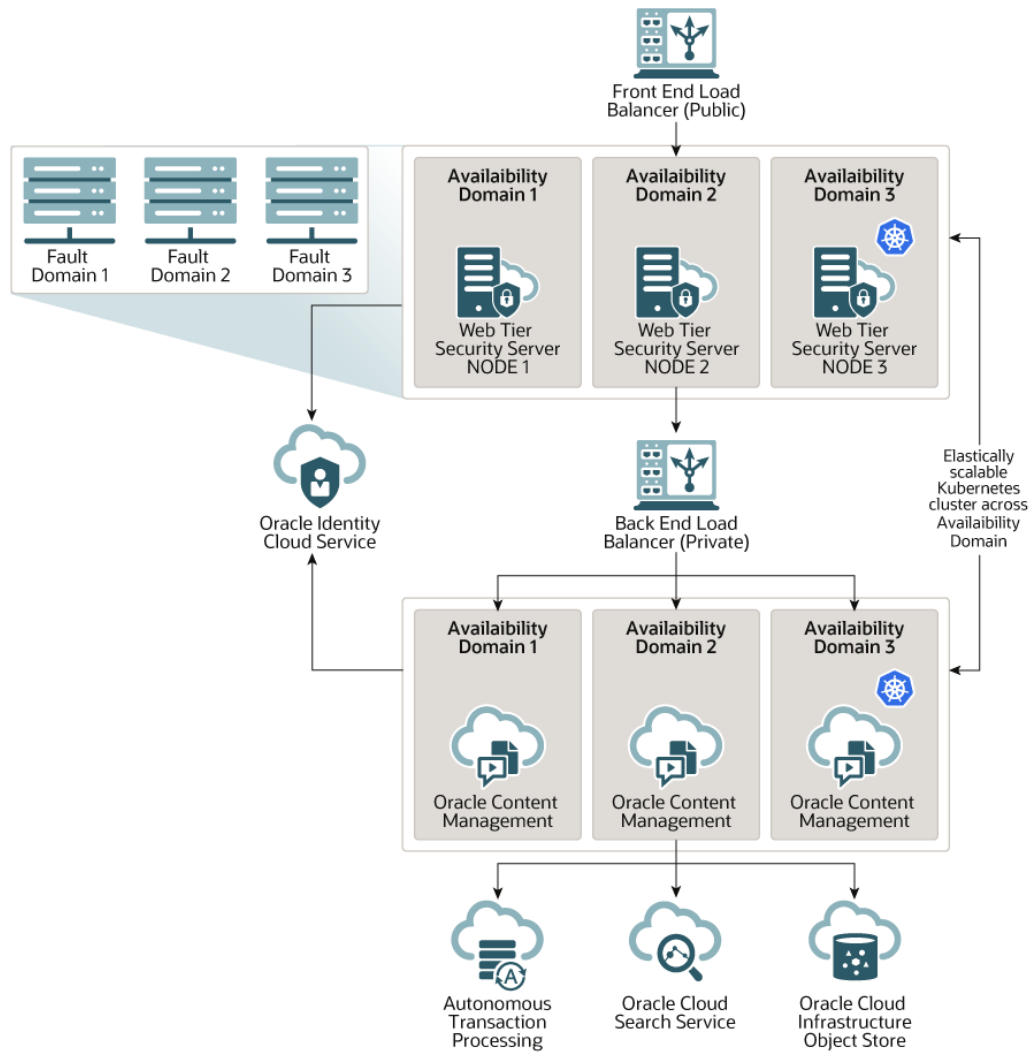 Front End Load
Balancer (Public)
Fault
Domain 1
Fault
Domain 2
Fault
Domain 3
Availaibility
Domain 1
Availaibility
Domain 2
Availaibility
Domain 3
Web Tier
Security Server
NODE 1
Web Tier
Security Server
NODE 2
Web Tier
Security Server
NODE 3
Oracle Identity
Cloud Service
Back End Load
Balancer (Private)
Elastically
scalable
Kubernetes
cluster across
Availaibility
Domain
Availaibility
Domain 1
Availaibility
Domain 2
Availaibility
Domain 3
Oracle Content
Management
Oracle Content
Management
Oracle Content
Management
A
Autonomous
Transaction
Processing
Oracle Cloud
Search Service
Oracle Cloud
Infrastructure
Object Store